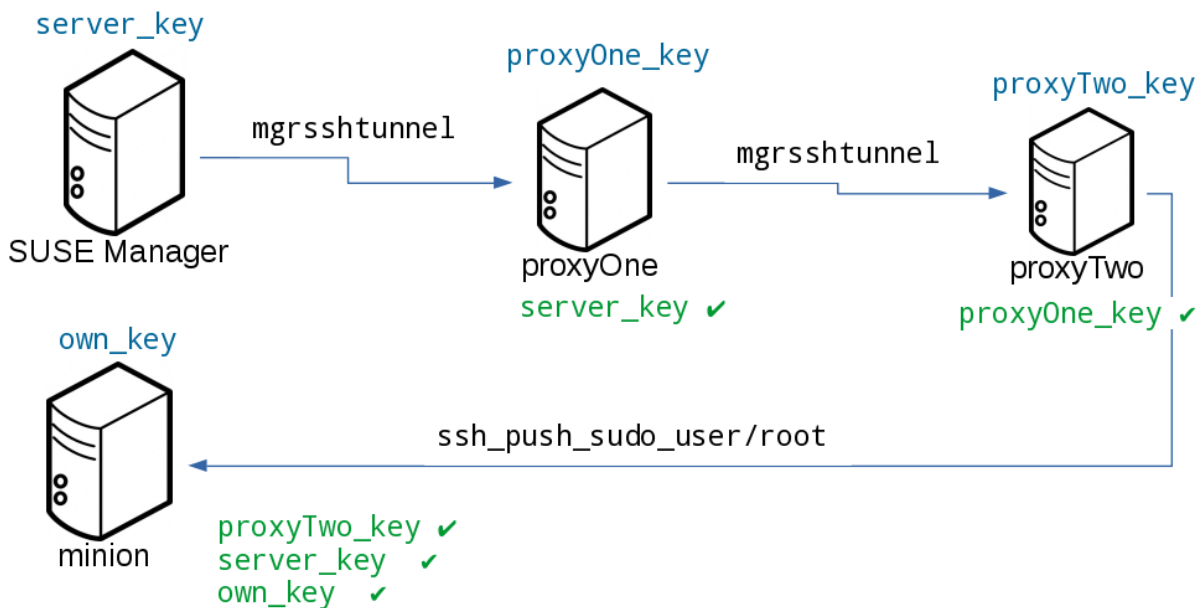 server_key
proxyOne_key
proxyTwo_key
mgrsshtunnel
mgrsshtunnel
SUSE Manager
proxyOne
proxyTwo
server_key ✔
proxyOne_key ✔
own_key
ssh_push_sudo_user/root
minion
proxyTwo_key ✔
server_key ✔
own_key ✔